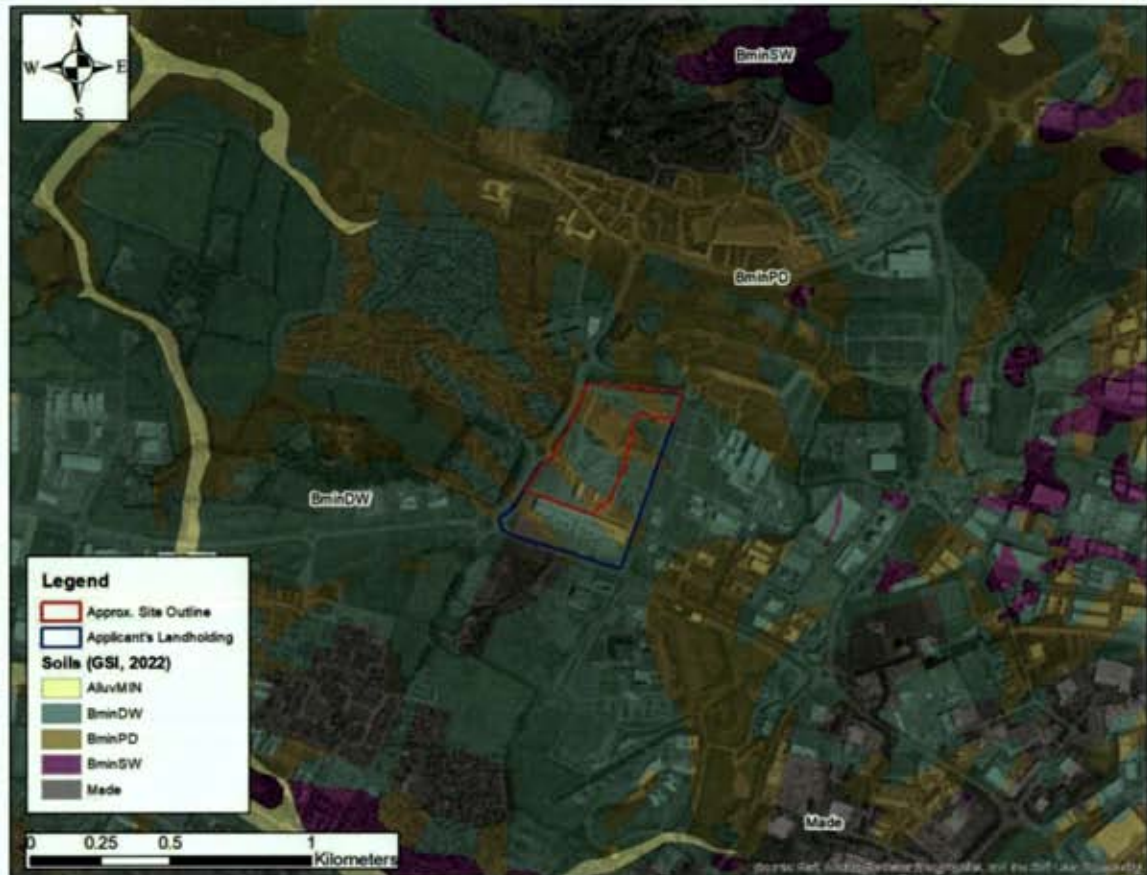 N
W E
S
BminSW
BminPD
BminDW
Legend
Approx. Site Outline
Applicant's Landholding
Soils (GSI, 2022)
AlluvMIN
BminDW
BminPD
BminSW
Made
Made
0 0.25 0.5 1
Kilometers